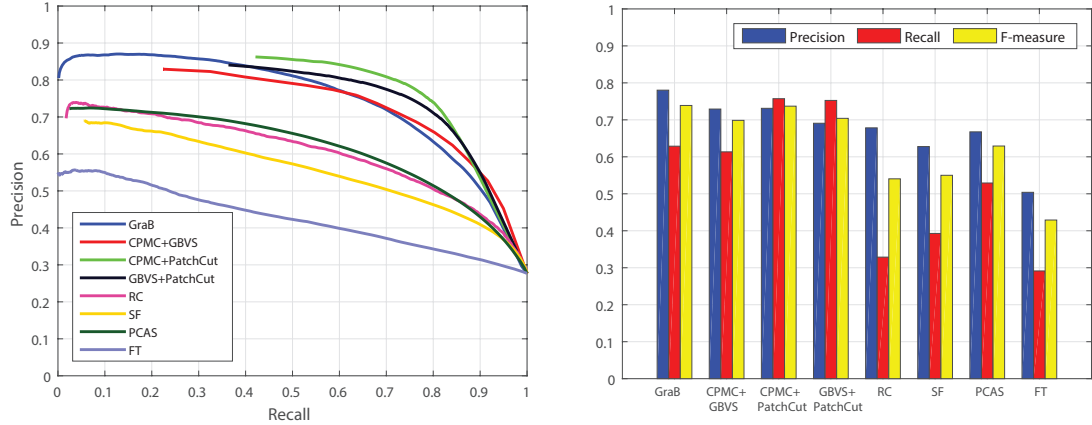 1
0.9
0.8
0.7
0.6
0.5
0.4
0.3
0.2
0.1
0
Precision
GraB
CPMC+GBVS
CPMC+PatchCut
GBVS+PatchCut
RC
SF
PCAS
FT
0 0.1 0.2 0.3 0.4 0.5 0.6 0.7 0.8 0.9 1
Recall
1
0.9
0.8
0.7
0.6
0.5
0.4
0.3
0.2
0.1
0
Precision Recall F-measure
GraB CPMC+ CPMC+ GBVS+ RC SF PCAS FT
GBVS PatchCut PatchCut